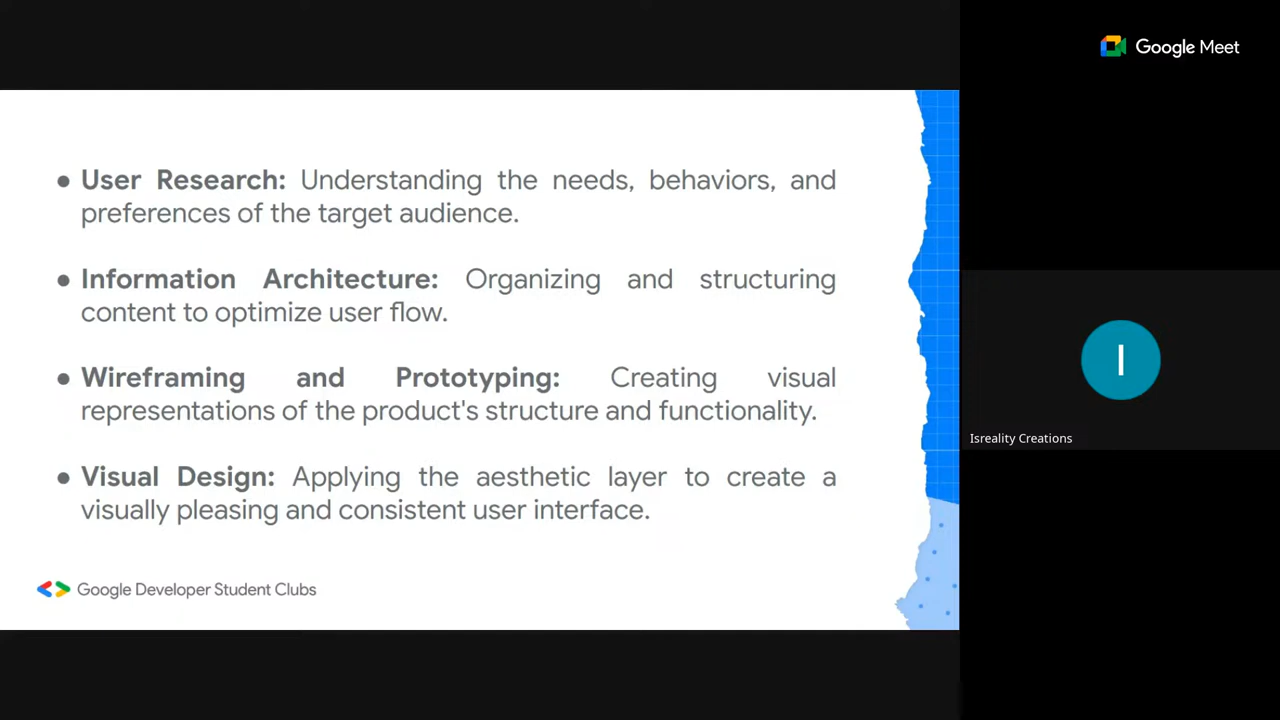 Google Meet
● User Research: Understanding the needs, behaviors, and
preferences of the target audience.
● Information Architecture: Organizing and structuring
content to optimize user flow.
● Wireframing and Prototyping: Creating visual
representations of the product's structure and functionality.
● Visual Design: Applying the aesthetic layer to create a
visually pleasing and consistent user interface.
Google Developer Student Clubs
I
Isreality Creations